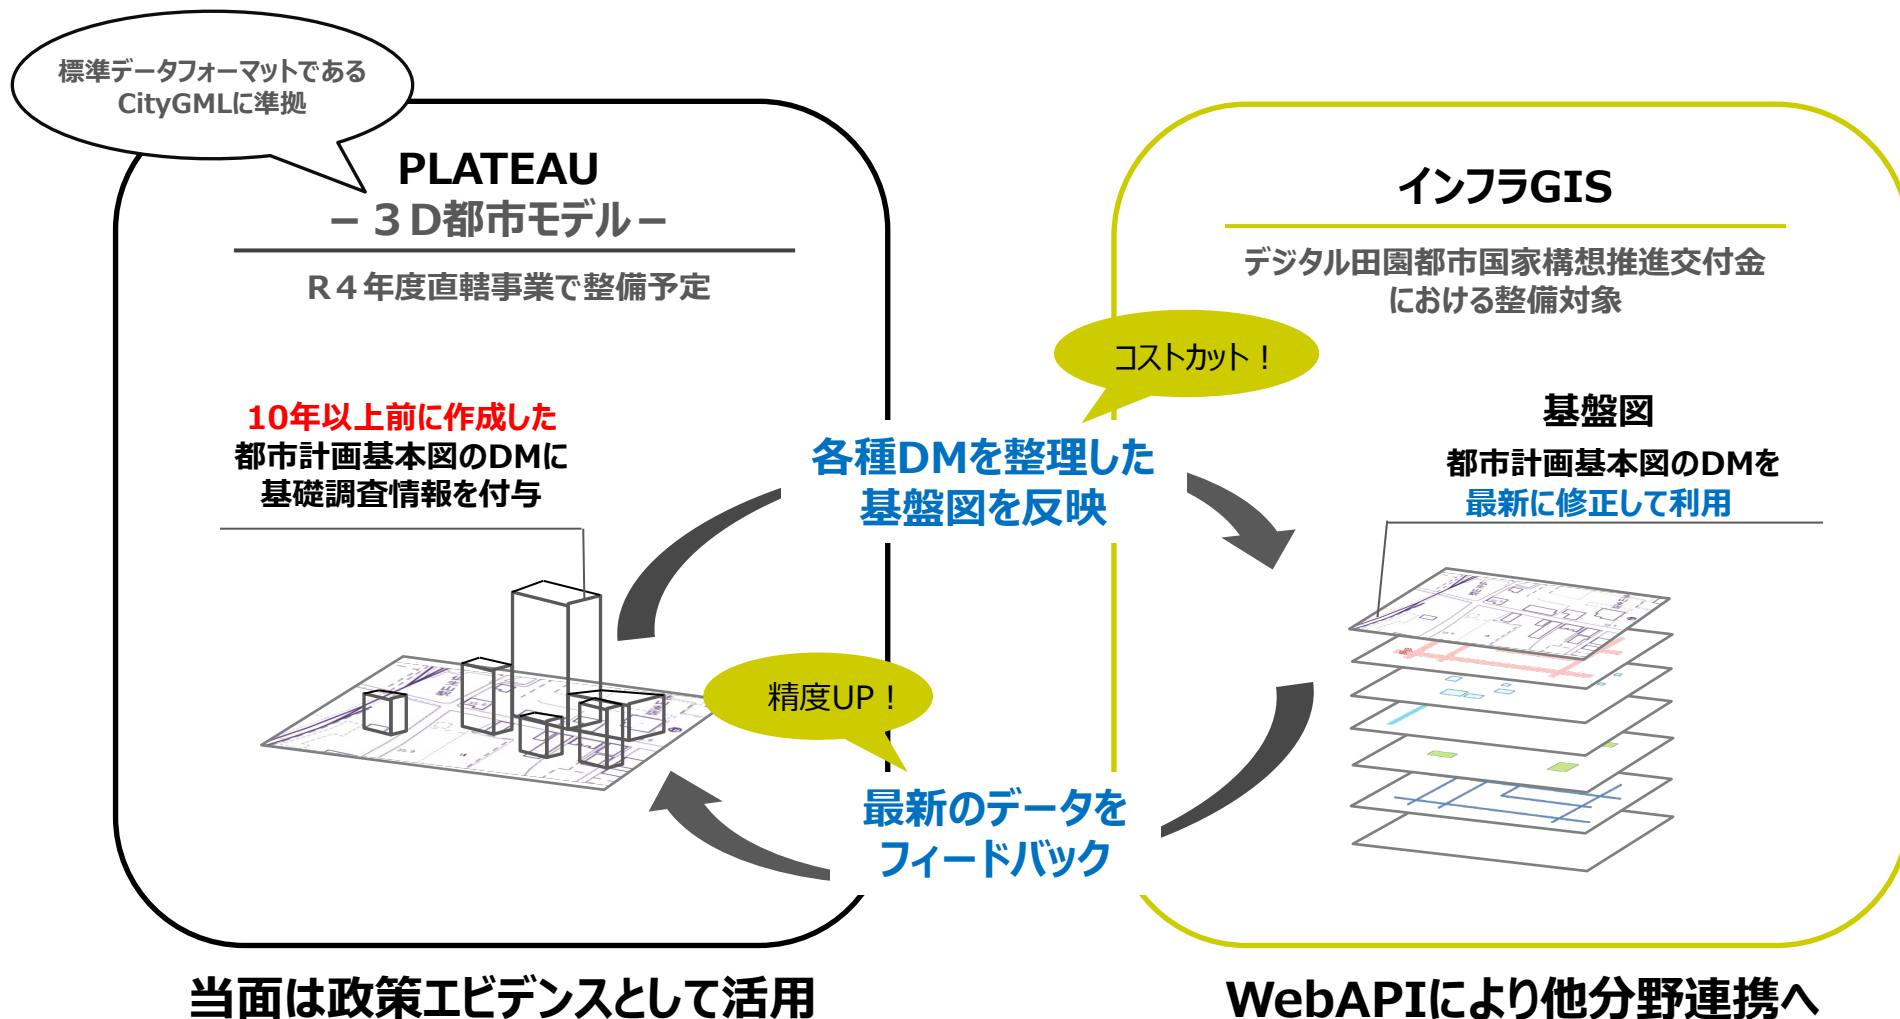 標準データフォーマットである
CityGMLに準拠
PLATEAU
－３D都市モデル－
R４年度直轄事業で整備予定
10年以上前に作成した
都市計画基本図のDMに
基礎調査情報を付与
当面は政策エビデンスとして活用
コストカット！
各種DMを整理した
基盤図を反映
精度UP！
最新のデータを
フィードバック
インフラGIS
デジタル田園都市国家構想推進交付金
における整備対象
基盤図
都市計画基本図のDMを
最新に修正して利用
WebAPIにより他分野連携へ